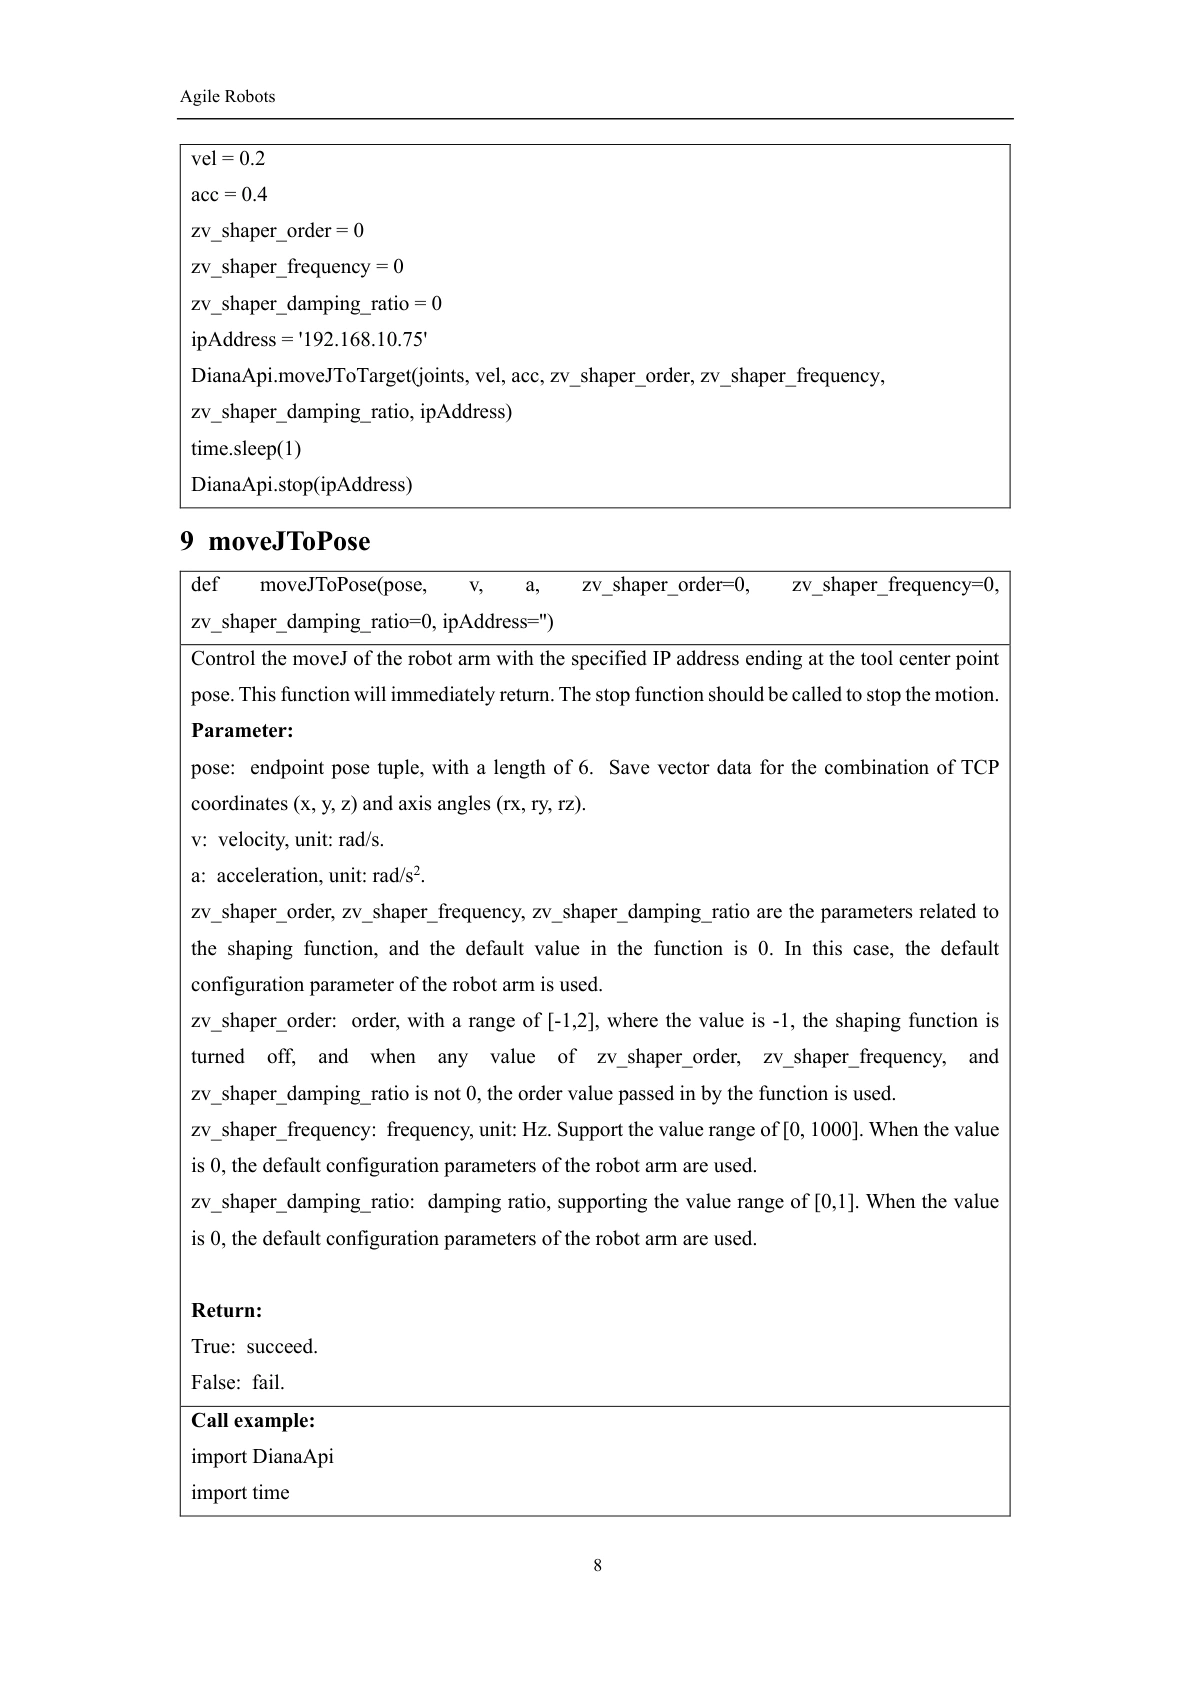 Agile Robots
vel = 0.2
acc = 0.4
zv_shaper_order = 0
zv_shaper_frequency = 0
zv_shaper_damping_ratio = 0
ipAddress = '192.168.10.75'
DianaApi.moveJToTarget(joints, vel, acc, zv_shaper_order, zv_shaper_frequency,
zv_shaper_damping_ratio, ipAddress)
time.sleep(1)
DianaApi.stop(ipAddress)
9 moveJToPose
def moveJToPose(pose, v, a, zv_shaper_order=0, zv_shaper_frequency=0,
zv_shaper_damping_ratio=0, ipAddress='')
Control the moveJ of the robot arm with the specified IP address ending at the tool center point
pose. This function will immediately return. The stop function should be called to stop the motion.
Parameter:
pose: endpoint pose tuple, with a length of 6. Save vector data for the combination of TCP
coordinates (x, y, z) and axis angles (rx, ry, rz).
v: velocity, unit: rad/s.
a: acceleration, unit: rad/s².
zv_shaper_order, zv_shaper_frequency, zv_shaper_damping_ratio are the parameters related to
the shaping function, and the default value in the function is 0. In this case, the default
configuration parameter of the robot arm is used.
zv_shaper_order: order, with a range of [-1,2], where the value is -1, the shaping function is
turned off, and when any value of zv_shaper_order, zv_shaper_frequency, and
zv_shaper_damping_ratio is not 0, the order value passed in by the function is used.
zv_shaper_frequency: frequency, unit: Hz. Support the value range of [0, 1000]. When the value
is 0, the default configuration parameters of the robot arm are used.
zv_shaper_damping_ratio: damping ratio, supporting the value range of [0,1]. When the value
is 0, the default configuration parameters of the robot arm are used.
Return:
True: succeed.
False: fail.
Call example:
import DianaApi
import time
8